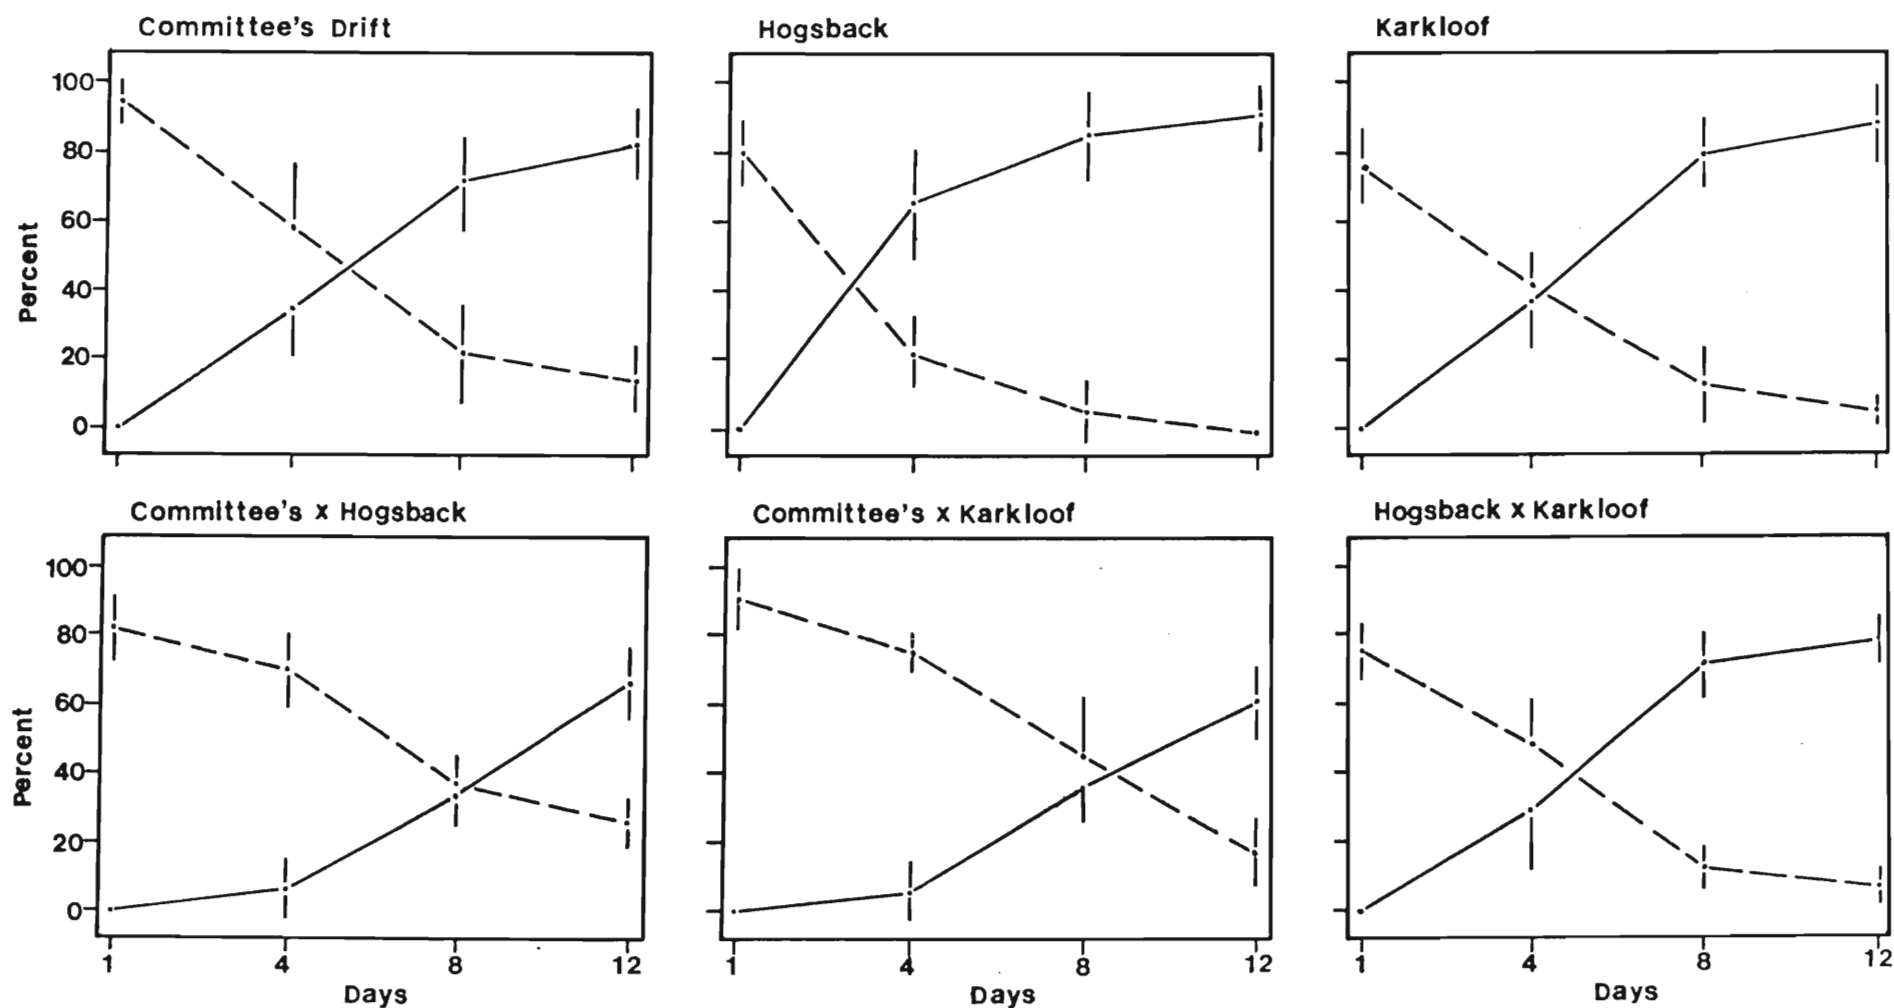 Committee's Drift
Hogsback
Karkloof
100
80
60
40
20
0
Percent
Committee's x Hogsback
Committee's x Karkloof
Hogsback x Karkloof
100
80
60
40
20
0
Percent
1 4 8 12
1 4 8 12
1 4 8 12
Days
Days
Days